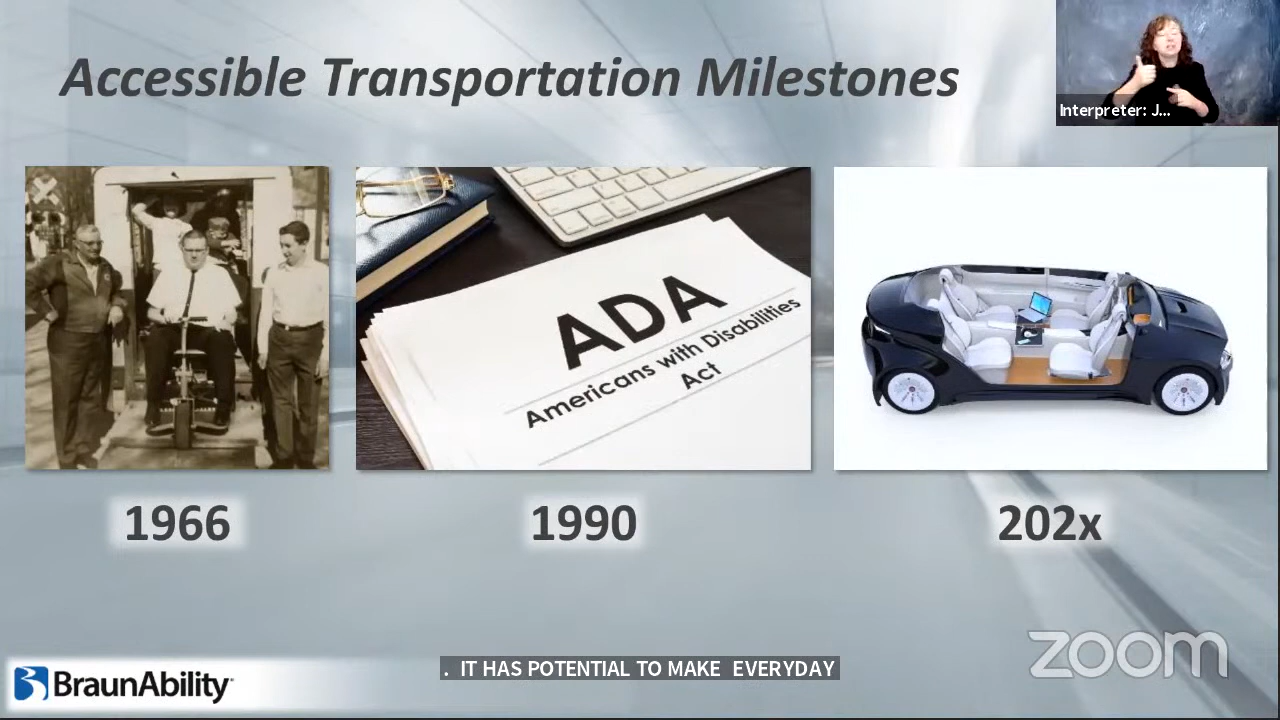 Accessible Transportation Milestones
Interpreter: J...
ADA
Americans with Disabilities
Act
1966
1990
202x
BraunAbility
. IT HAS POTENTIAL TO MAKE EVERYDAY
zoom